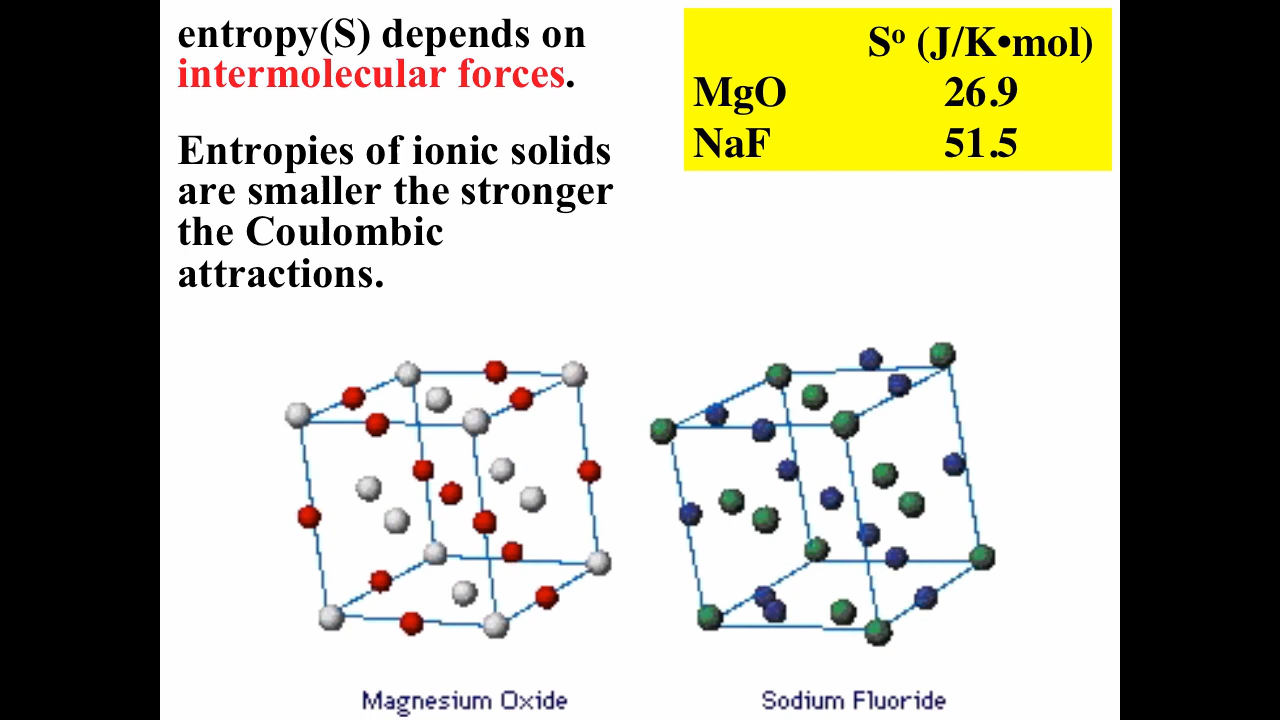 entropy(S) depends on
intermolecular forces.
Entropies of ionic solids
are smaller the stronger
the Coulombic
attractions.
Sº (J/K•mol)
MgO 26.9
NaF 51.5
Magnesium Oxide
Sodium Fluoride